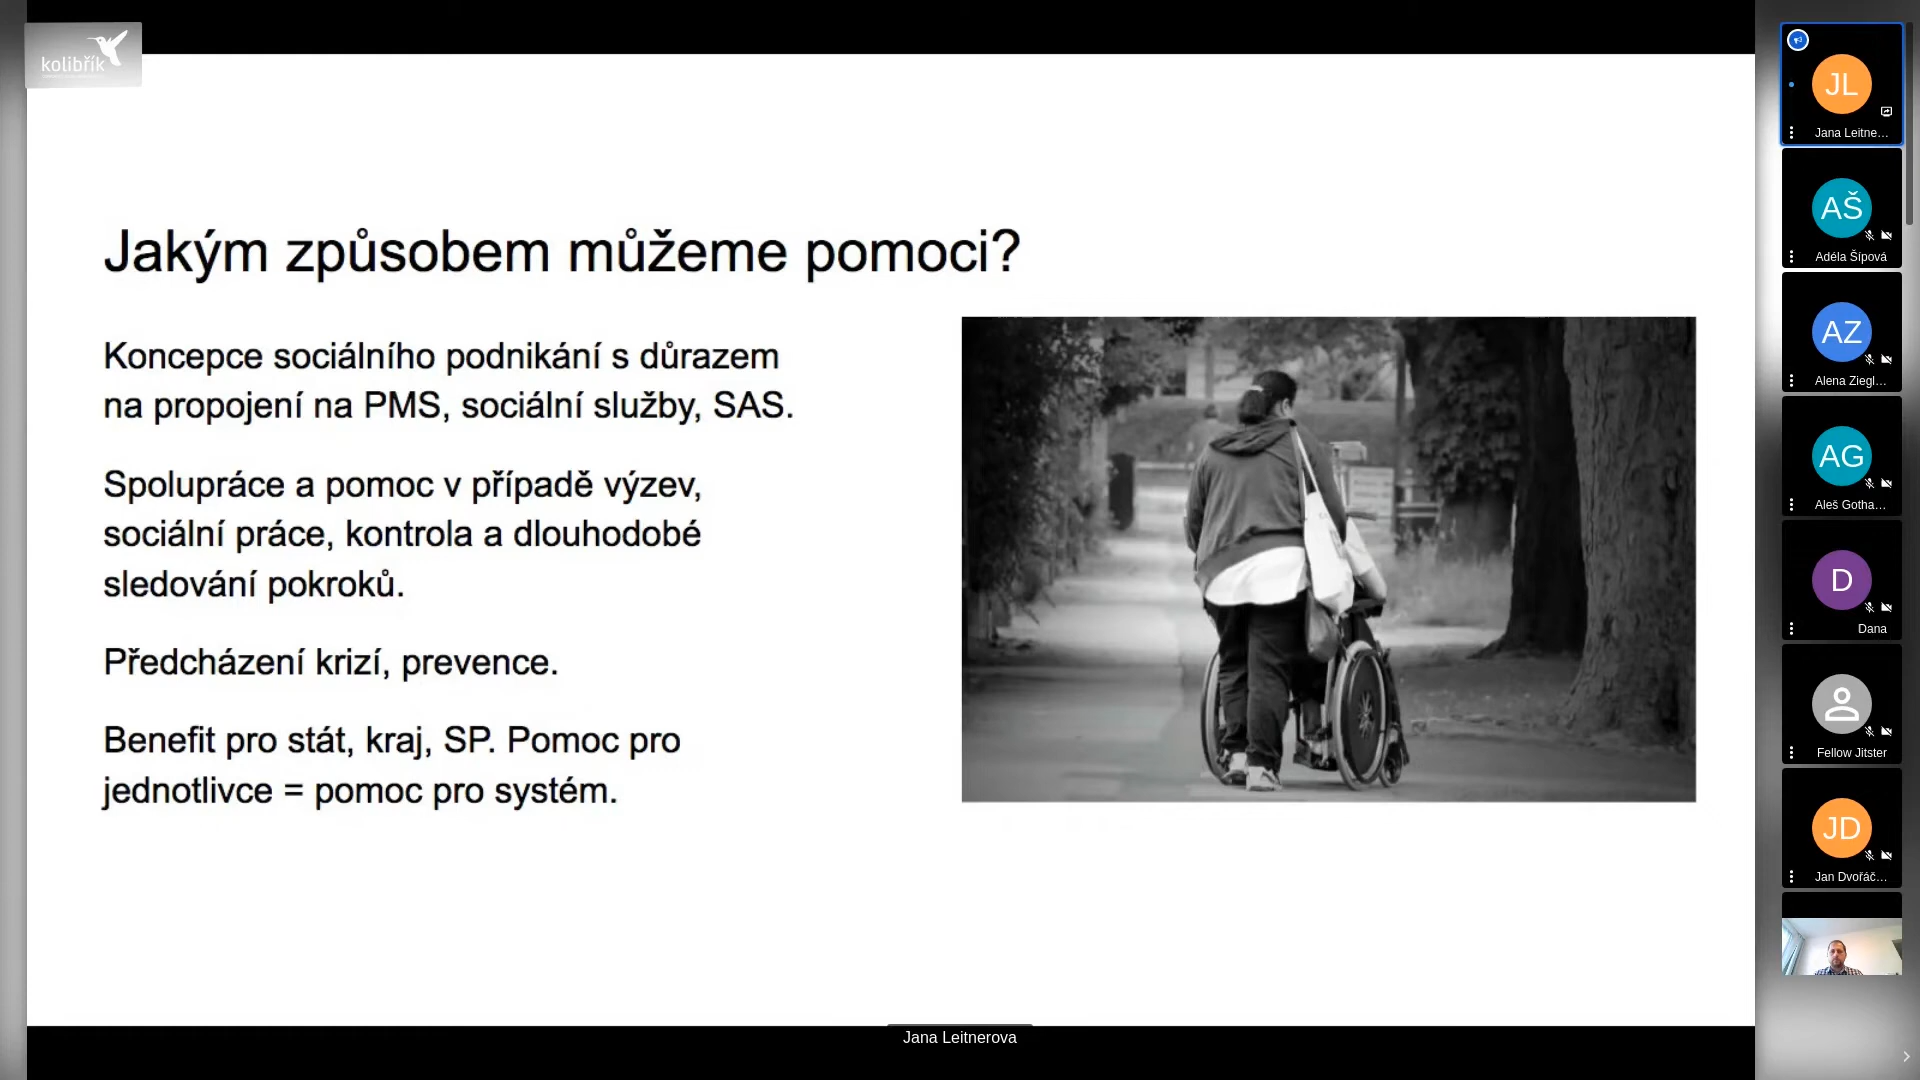 kolibřík
Jakým způsobem můžeme pomoci?
Koncepce sociálního podnikání s důrazem
na propojení na PMS, sociální služby, SAS.
Spolupráce a pomoc v případě výzev,
sociální práce, kontrola a dlouhodobé
sledování pokroků.
Předcházení krizí, prevence.
Benefit pro stát, kraj, SP. Pomoc pro
jednotlivce = pomoc pro systém.
Jana Leitnerova
JL
Jana Leitne...
AŠ
Adéla Šípová
AZ
Alena Ziegl...
AG
Aleš Gotha...
D
Dana
Fellow Jitster
JD
Jan Dvořáč...